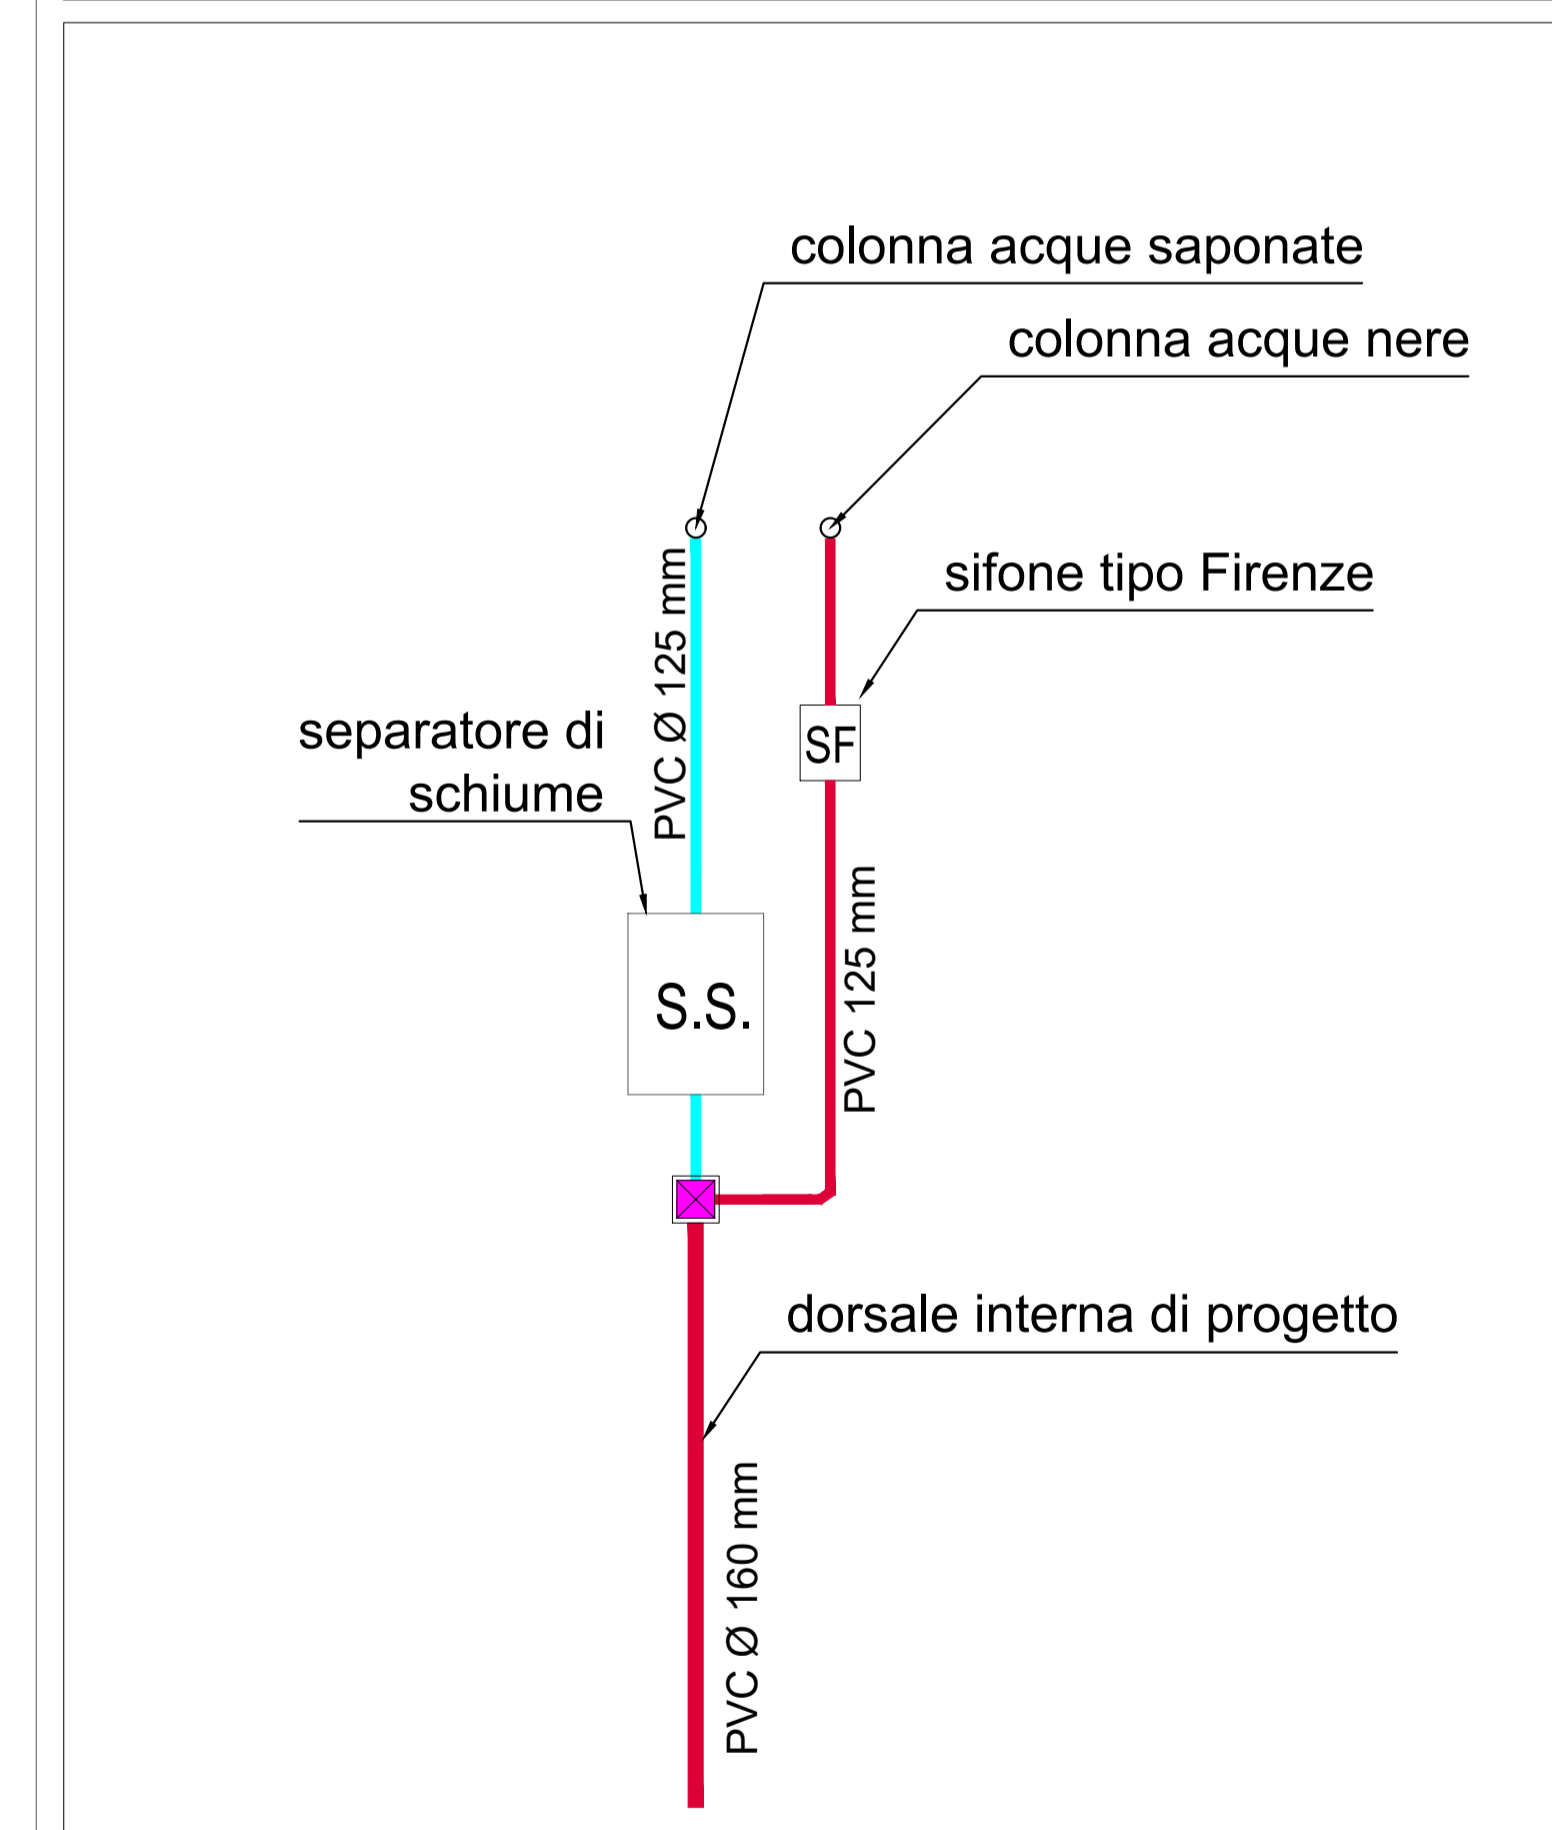 colonna acque saponate
colonna acque nere
sifone tipo Firenze
PVC Ø 125 mm
separatore di
schiume
SF
PVC 125 mm
S.S.
dorsale interna di progetto
PVC Ø 160 mm